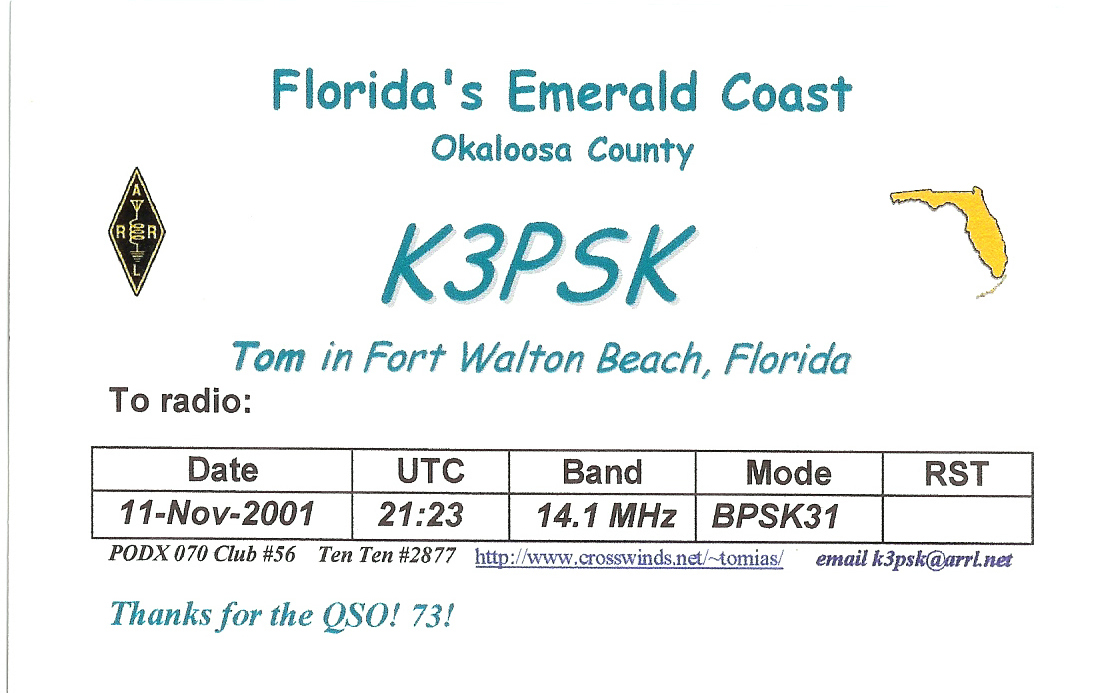 Florida's Emerald Coast
Okaloosa County
A
R R
L
K3PSK
Tom in Fort Walton Beach, Florida
To radio:
Date UTC Band Mode RST
11-Nov-2001 21:23 14.1 MHz BPSK31
PODX 070 Club #56 Ten Ten #2877 http://www.crosswinds.net/~tomias/ email k3psk@arrl.net
Thanks for the QSO! 73!